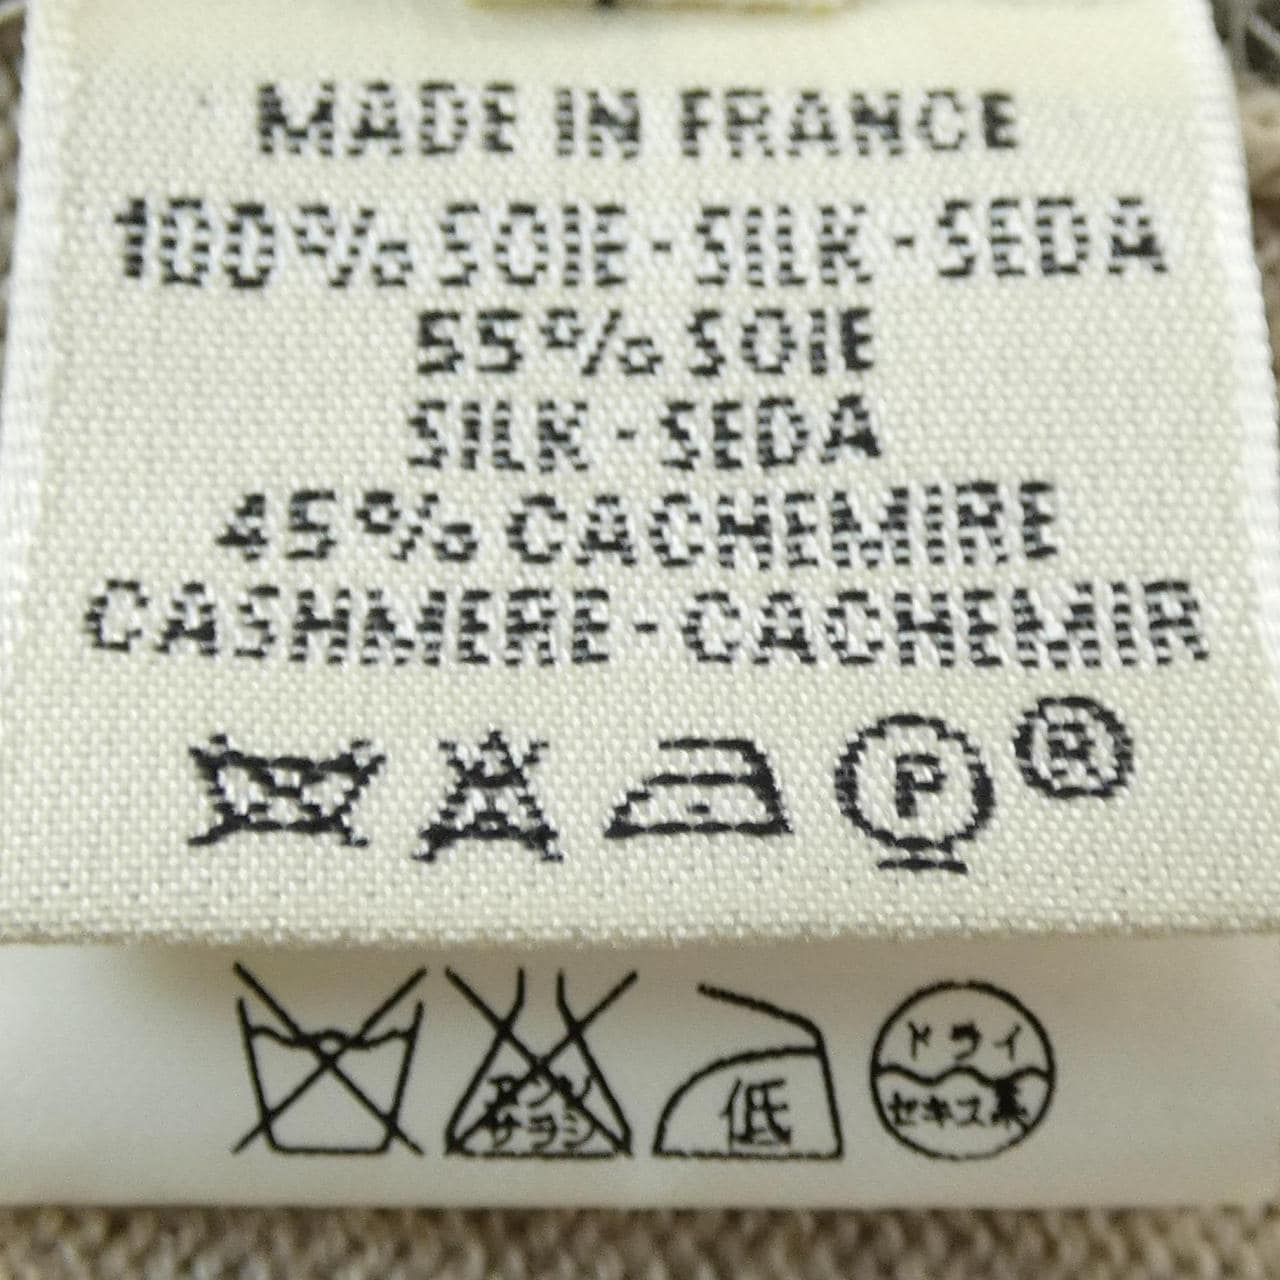 MADE IN FRANCE
100% SOIE - SILK - SEDA
55% SOIE
SILK - SEDA
45% CACHEMIRE
CASHMERE - CACHEMIR
P ®
エンソ
サラシ
低
ドライ
セキユ系